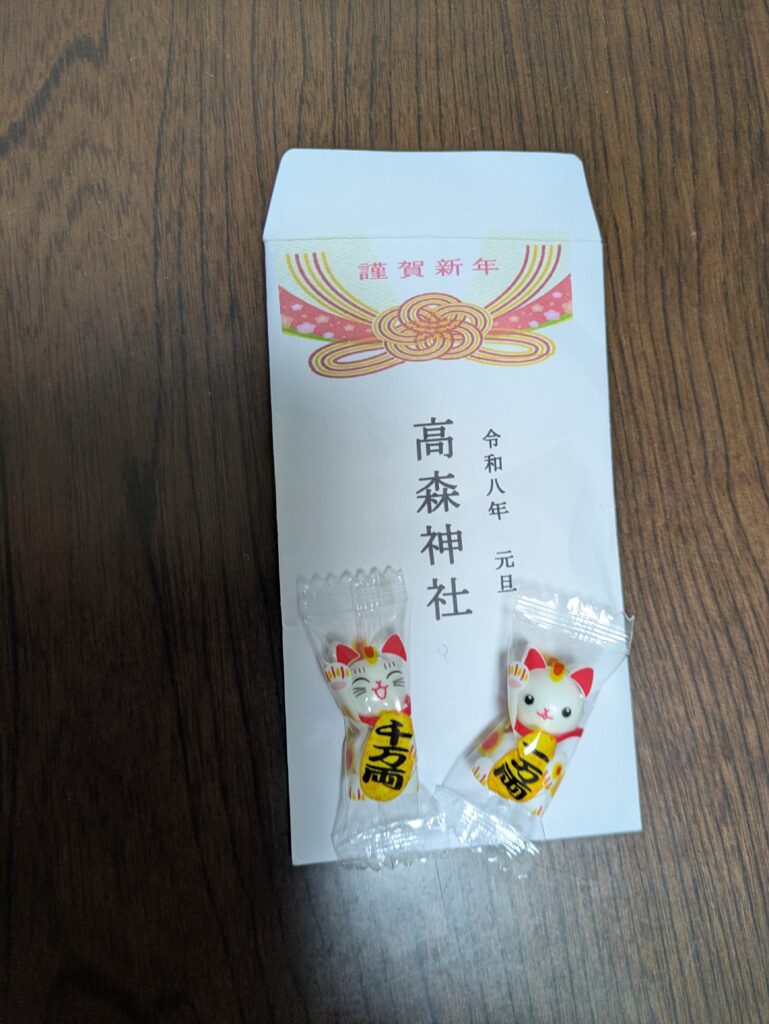 謹賀新年
令和八年 元旦
高森神社
千万両
万両